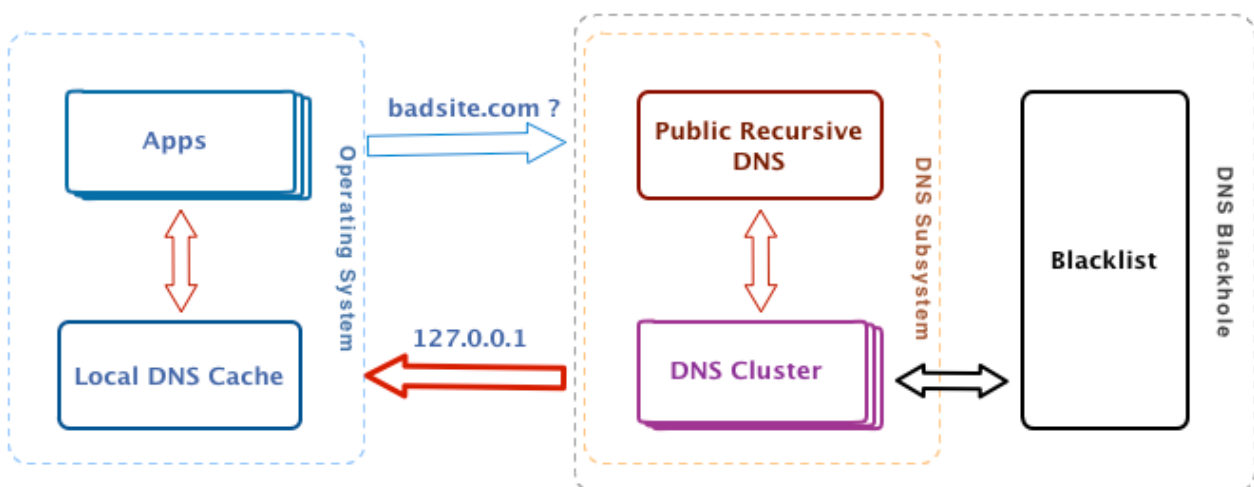 badsite.com ?
Apps
Operating System
Local DNS Cache
127.0.0.1
Public Recursive
DNS
DNS Cluster
DNS Subsystem
Blacklist
DNS Blackhole